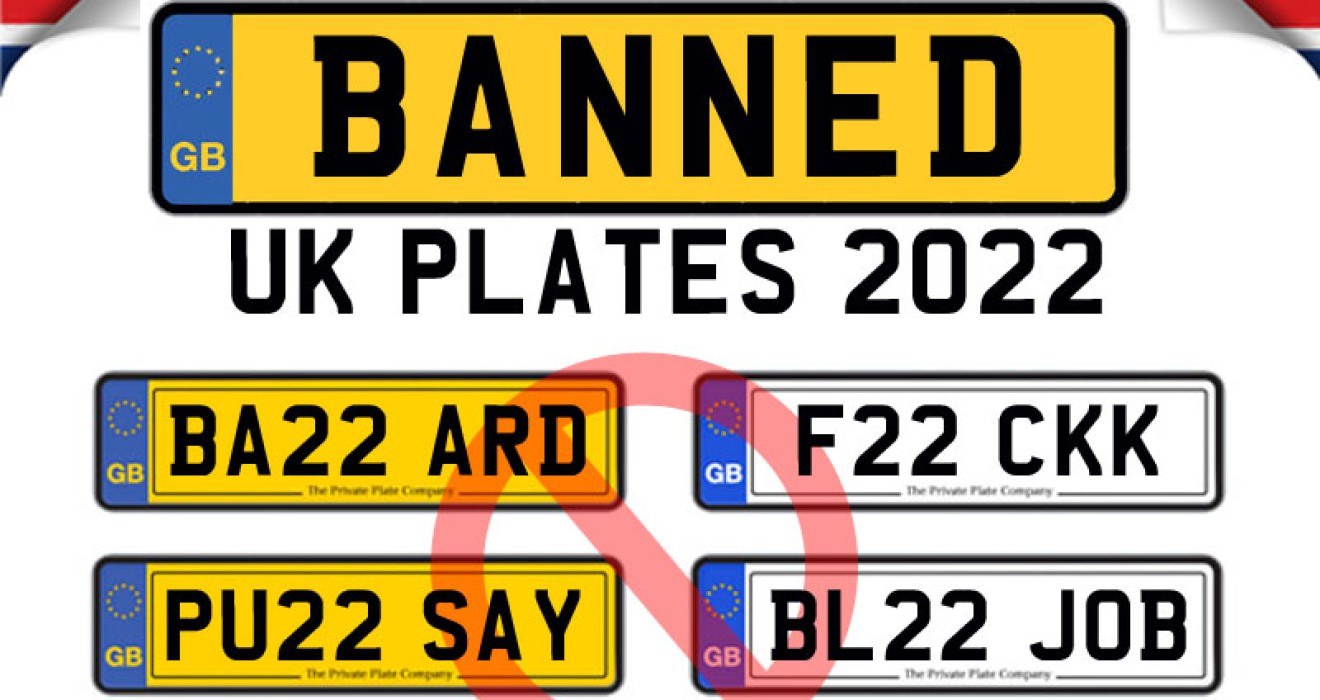 GB BANNED
UK PLATES 2022
GB BA22 ARD
The Private Plate Company
GB F22 CKK
The Private Plate Company
GB PU22 SAY
The Private Plate Company
GB BL22 JOB
The Private Plate Company